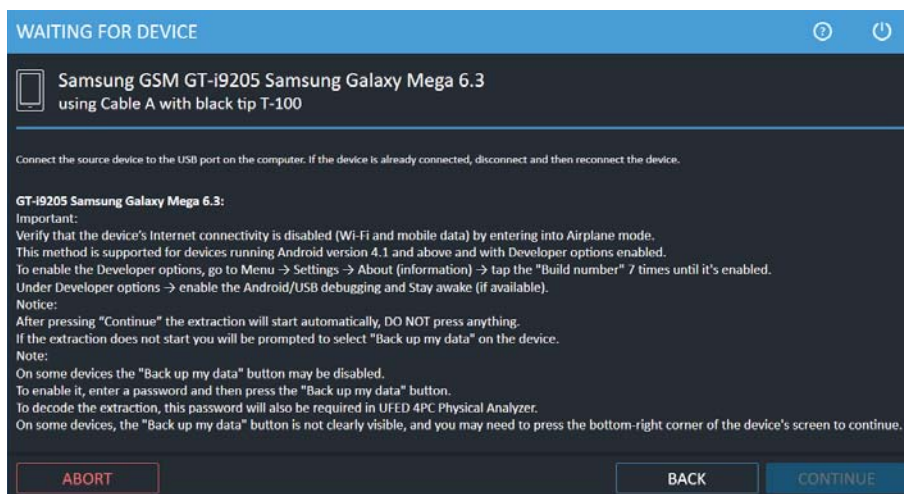 WAITING FOR DEVICE
Samsung GSM GT-i9205 Samsung Galaxy Mega 6.3
using Cable A with black tip T-100
Connect the source device to the USB port on the computer. If the device is already connected, disconnect and then reconnect the device.
GT-i9205 Samsung Galaxy Mega 6.3:
Important:
Verify that the device's Internet connectivity is disabled (Wi-Fi and mobile data) by entering into Airplane mode.
This method is supported for devices running Android version 4.1 and above and with Developer options enabled.
To enable the Developer options, go to Menu → Settings → About (information) → tap the "Build number" 7 times until it's enabled.
Under Developer options → enable the Android/USB debugging and Stay awake (if available).
Notice:
After pressing "Continue" the extraction will start automatically, DO NOT press anything.
If the extraction does not start you will be prompted to select "Back up my data" on the device.
Note:
On some devices the "Back up my data" button may be disabled.
To enable it, enter a password and then press the "Back up my data" button.
To decode the extraction, this password will also be required in UFED 4PC Physical Analyzer.
On some devices, the "Back up my data" button is not clearly visible, and you may need to press the bottom-right corner of the device's screen to continue.
ABORT
BACK
CONTINUE